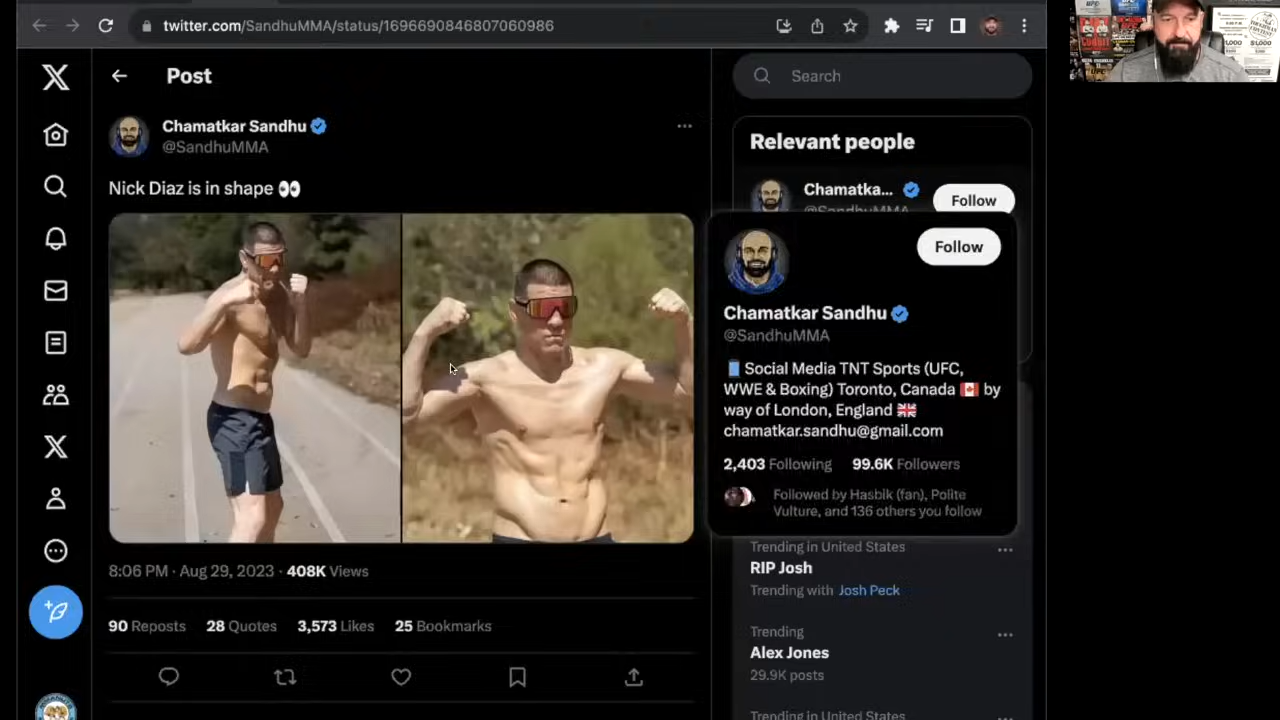 twitter.com/SandhuMMA/status/1696690846807068686
Post
Search
Chamatkar Sandhu
@SandhuMMA
Nick Diaz is in shape 👀
8:06 PM · Aug 29, 2023 · 408K Views
90 Reposts 28 Quotes 3,573 Likes 25 Bookmarks
Relevant people
Chamatka...
@SandhuMMA
Follow
Follow
Chamatkar Sandhu
@SandhuMMA
Social Media TNT Sports (UFC,
WWE & Boxing) Toronto, Canada 🇨🇦 by
way of London, England 🇬🇧
chamatkar.sandhu@gmail.com
2,403 Following 99.6K Followers
Followed by Hasbik (fan), Polite
Vulture, and 136 others you follow
Trending in United States
RIP Josh
Trending with Josh Peck
Trending
Alex Jones
29.9K posts
Trending in United States